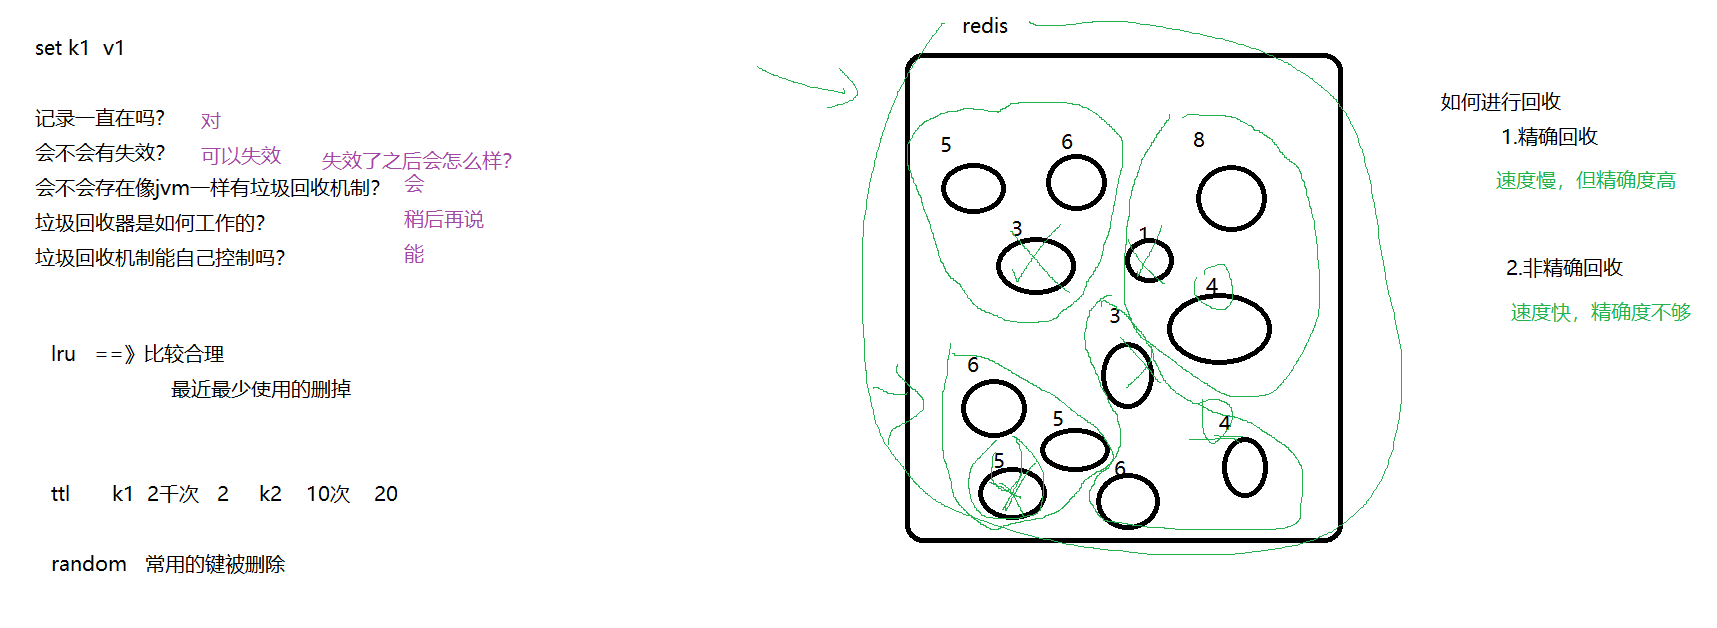 set k1  v1
记录一直在吗？ 对
会不会有失效？ 可以失效 失效了之后会怎么样？
会不会存在像jvm一样有垃圾回收机制？ 会
垃圾回收器是如何工作的？ 稍后再说
垃圾回收机制能自己控制吗？ 能
lru ==》比较合理
最近最少使用的删掉
ttl k1 2千次 2 k2 10次 20
random 常用的键被删除
redis
5
6
8
3
1
4
3
6
5
4
5
6
如何进行回收
1.精确回收
速度慢，但精确度高
2.非精确回收
速度快，精确度不够